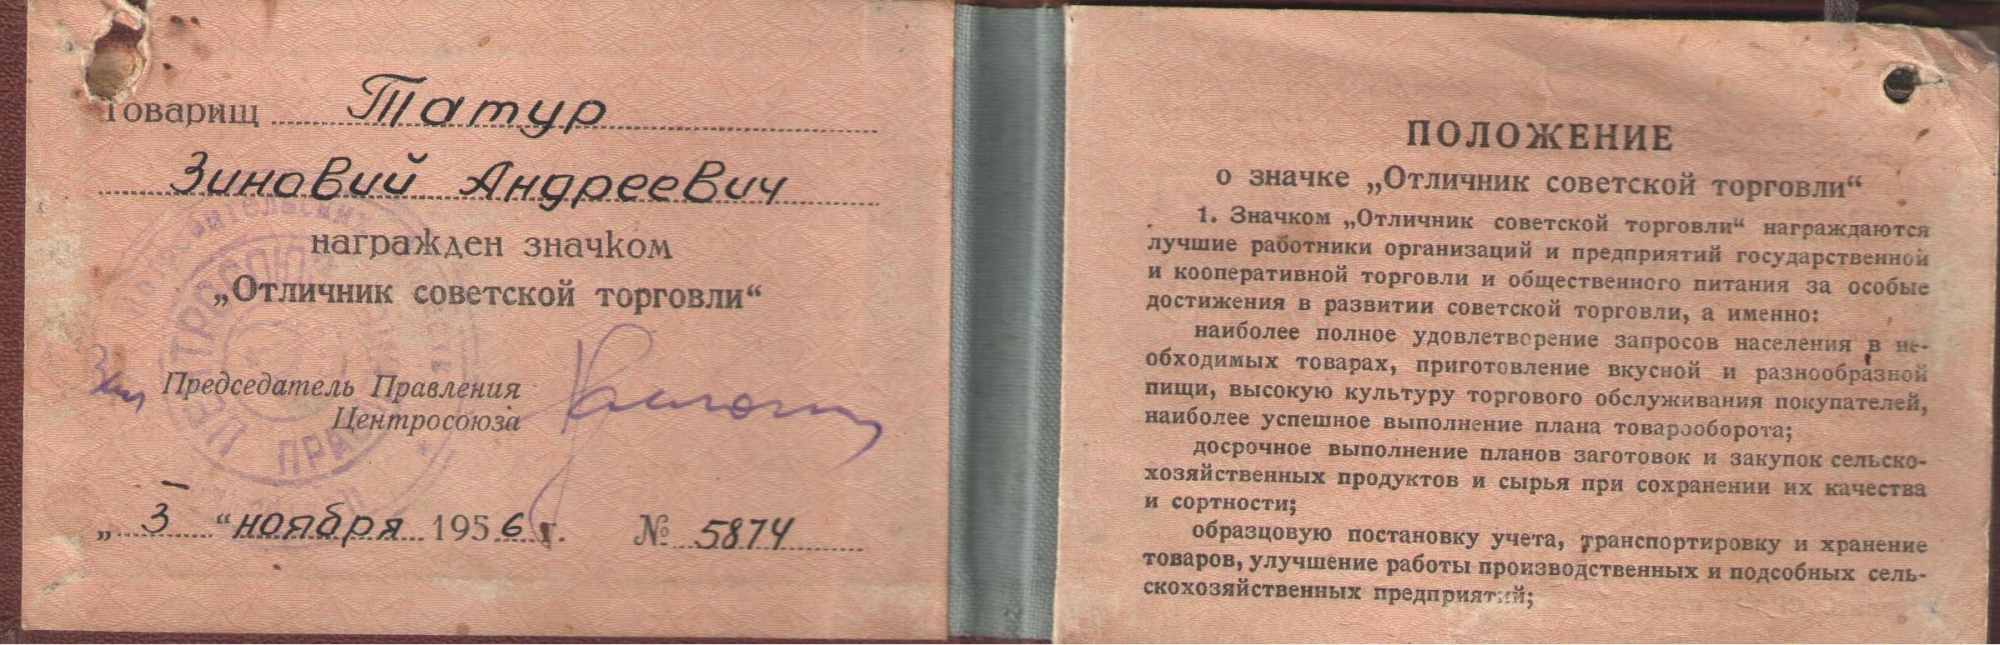 Товарищ Татур
Зиновий Андреевич
награжден значком
„Отличник советской торговли“
Зам Председатель Правления
Центросоюза
„ 3 “ ноября 1956 г. № 5874
ЦЕНТРОСОЮЗ
ПРАВ
ПОЛОЖЕНИЕ
о значке „Отличник советской торговли“
1. Значком „Отличник советской торговли“ награждаются
лучшие работники организаций и предприятий государственной
и кооперативной торговли и общественного питания за особые
достижения в развитии советской торговли, а именно:
наиболее полное удовлетворение запросов населения в не-
обходимых товарах, приготовление вкусной и разнообразной
пищи, высокую культуру торгового обслуживания покупателей,
наиболее успешное выполнение плана товарооборота;
досрочное выполнение планов заготовок и закупок сельско-
хозяйственных продуктов и сырья при сохранении их качества
и сортности;
образцовую постановку учета, транспортировку и хранение
товаров, улучшение работы производственных и подсобных сель-
скохозяйственных предприятий;